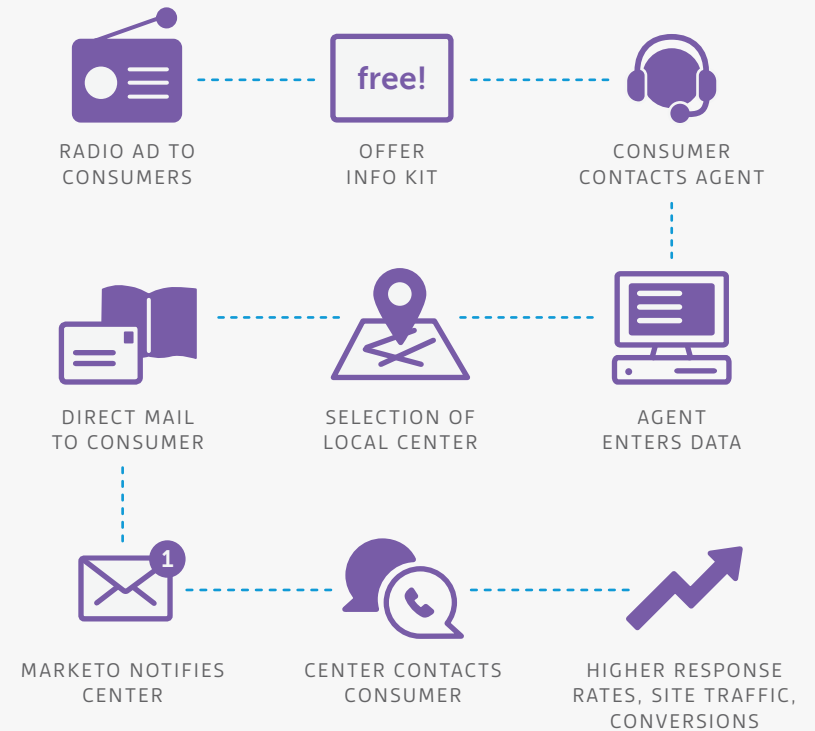 free!
RADIO AD TO
CONSUMERS
OFFER
INFO KIT
CONSUMER
CONTACTS AGENT
DIRECT MAIL
TO CONSUMER
SELECTION OF
LOCAL CENTER
AGENT
ENTERS DATA
1
MARKETO NOTIFIES
CENTER
CENTER CONTACTS
CONSUMER
HIGHER RESPONSE
RATES, SITE TRAFFIC,
CONVERSIONS